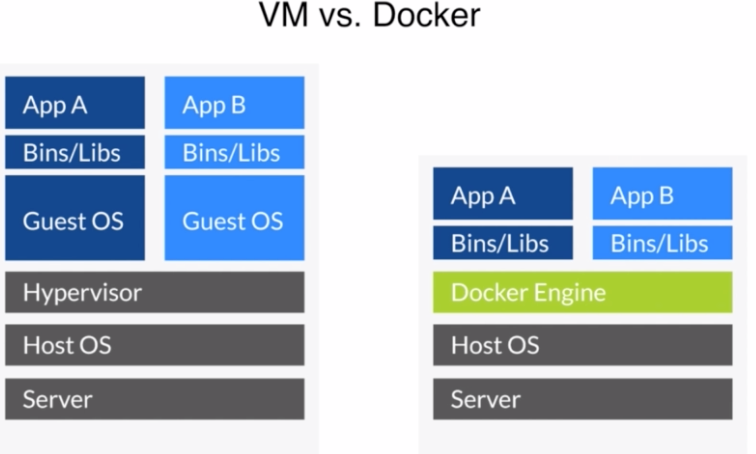 VM vs. Docker
App A
App B
Bins/Libs
Bins/Libs
Guest OS
Guest OS
Hypervisor
Host OS
Server
App A
App B
Bins/Libs
Bins/Libs
Docker Engine
Host OS
Server